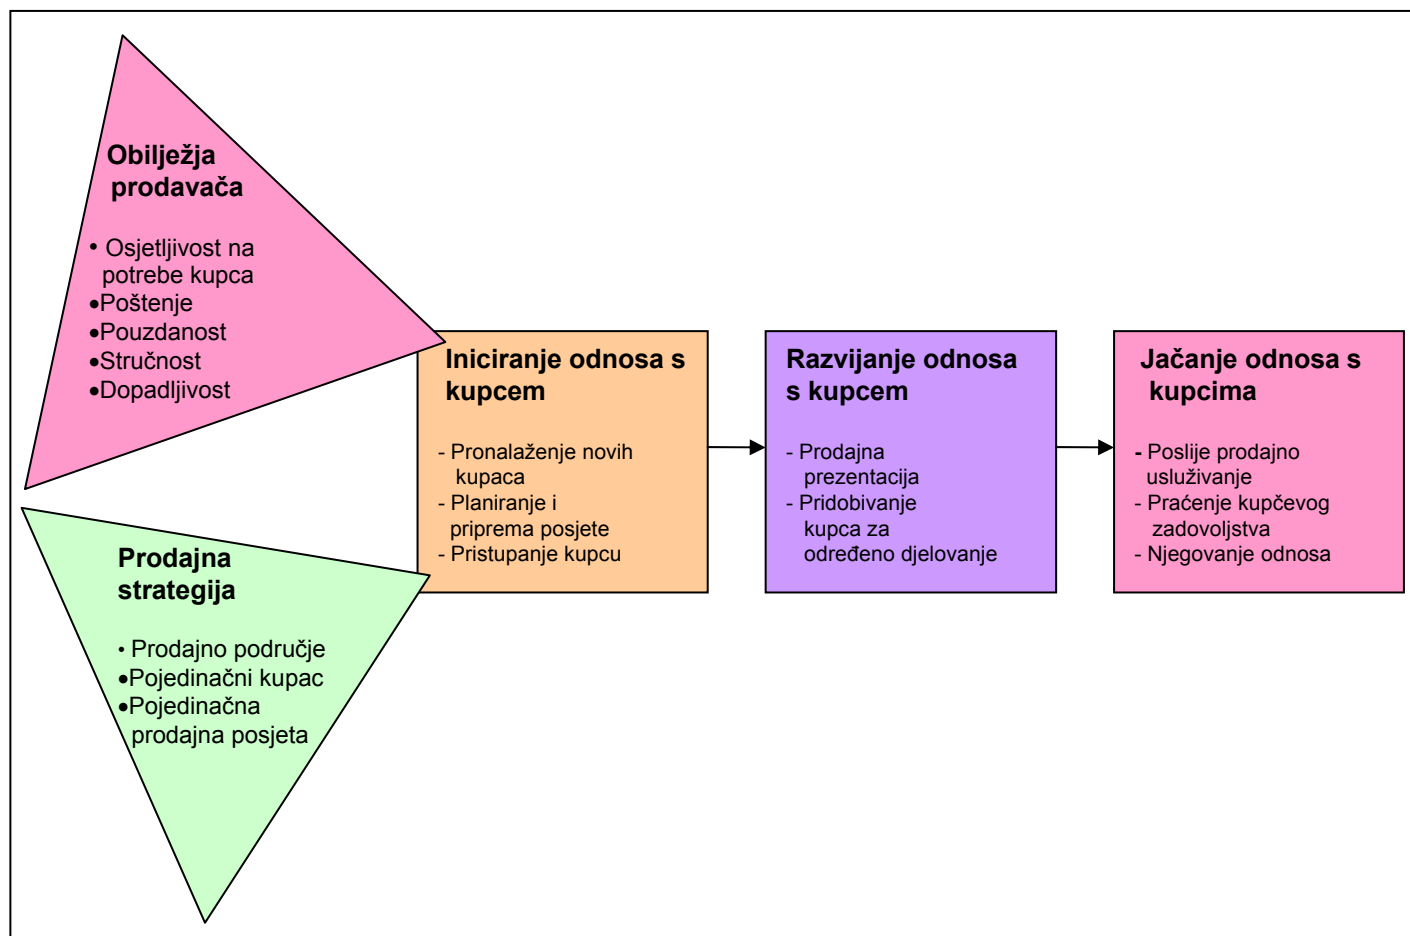 Obilježja
prodavača
• Osjetljivost na
potrebe kupca
•Poštenje
•Pouzdanost
•Stručnost
•Dopadljivost
Prodajna
strategija
• Prodajno područje
•Pojedinačni kupac
•Pojedinačna
prodajna posjeta
Iniciranje odnosa s
kupcem
- Pronalaženje novih
kupaca
- Planiranje i
priprema posjete
- Pristupanje kupcu
Razvijanje odnosa
s kupcem
- Prodajna
prezentacija
- Pridobivanje
kupca za
određeno djelovanje
Jačanje odnosa s
kupcima
- Poslije prodajno
usluživanje
- Praćenje kupčevog
zadovoljstva
- Njegovanje odnosa